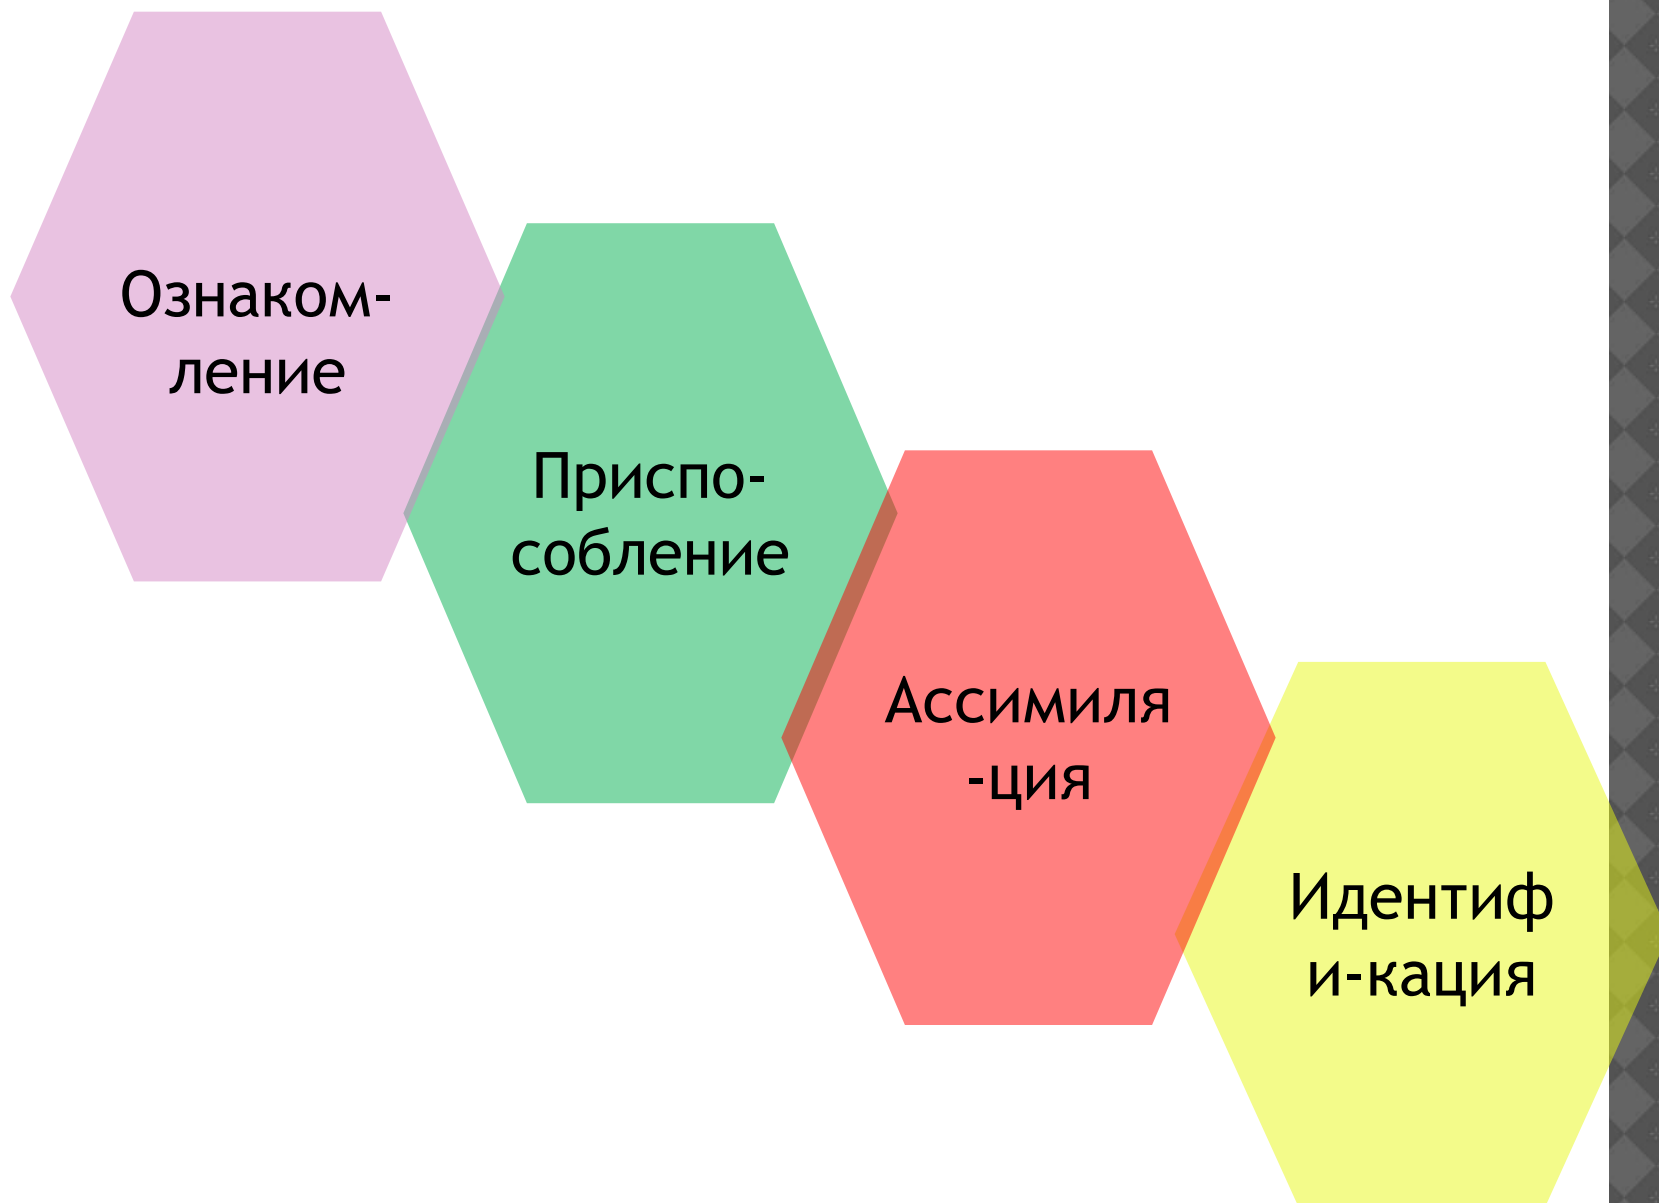 Ознаком-
ление
Приспо-
собление
Ассимиля
-ция
Идентиф
и-кация